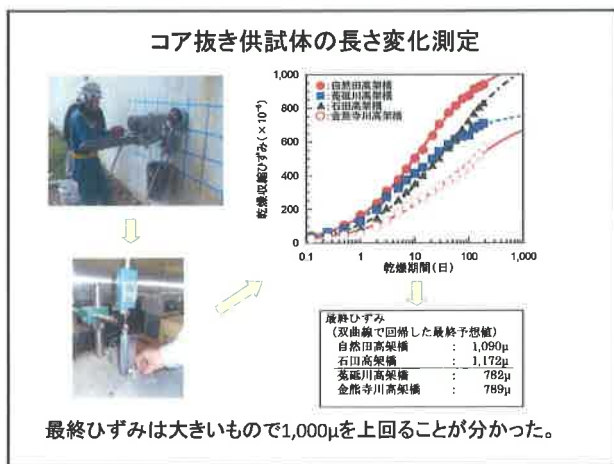 コア抜き供試体の長さ変化測定
1,000
800
600
400
200
0
乾燥収縮ひずみ(×10⁻⁶)
自然田高架橋
菟砥川高架橋
石田高架橋
金熊寺川高架橋
0.1 1 10 100 1,000
乾燥期間(日)
最終ひずみ
(双曲線で回帰した最終予想値)
自然田高架橋 : 1,090μ
石田高架橋 : 1,172μ
菟砥川高架橋 : 782μ
金熊寺川高架橋 : 789μ
最終ひずみは大きいもので1,000μを上回ることが分かった。